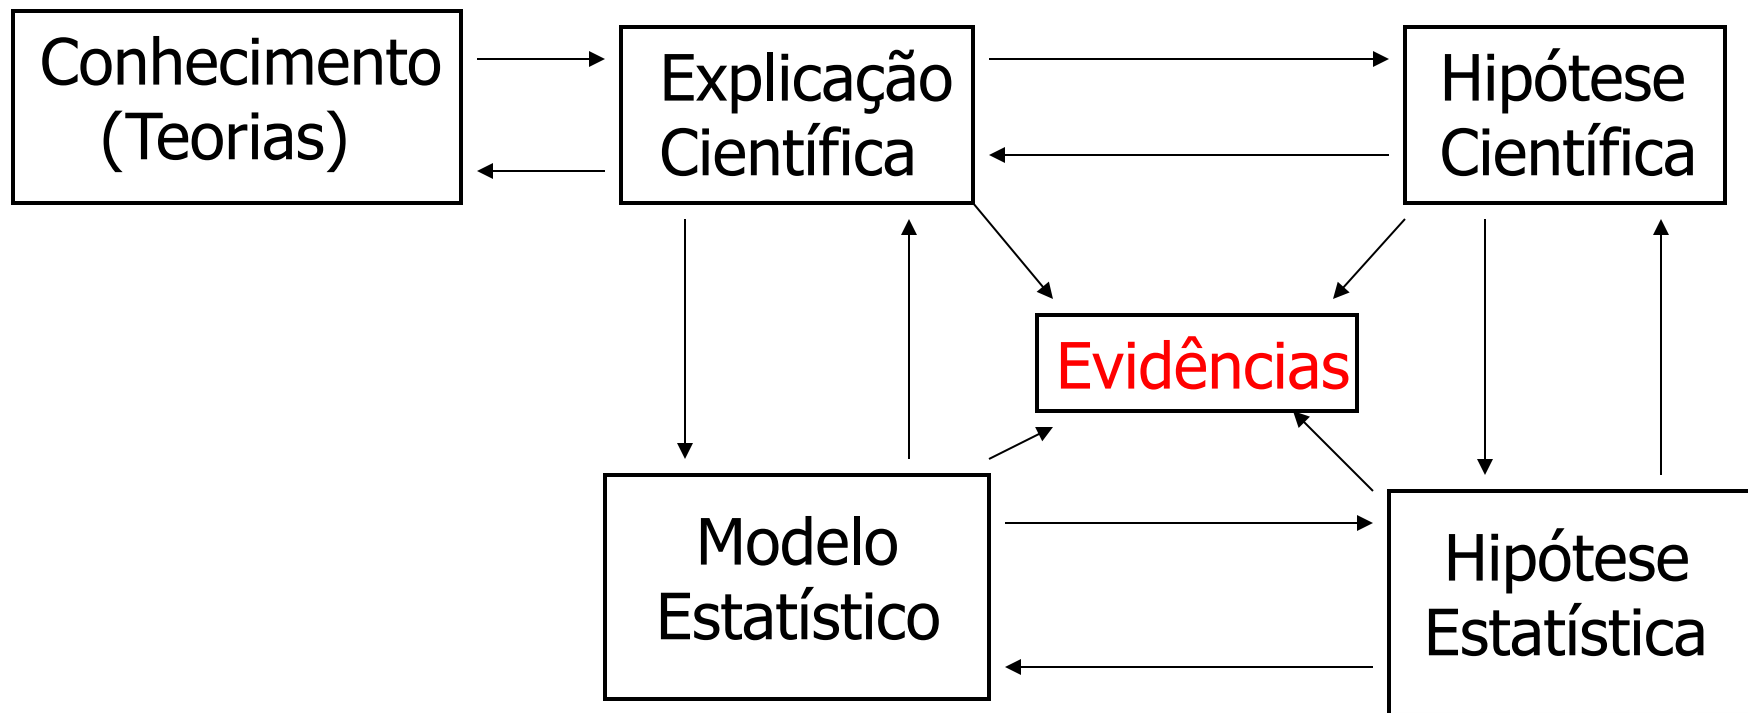 Conhecimento
(Teorias)
Explicação
Científica
Hipótese
Científica
Evidências
Modelo
Estatístico
Hipótese
Estatística